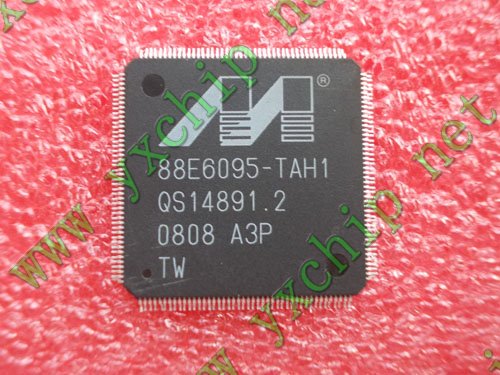 ®
88E6095-TAH1
QS14891.2
0808 A3P
TW
www yxchip net
www yxchip net